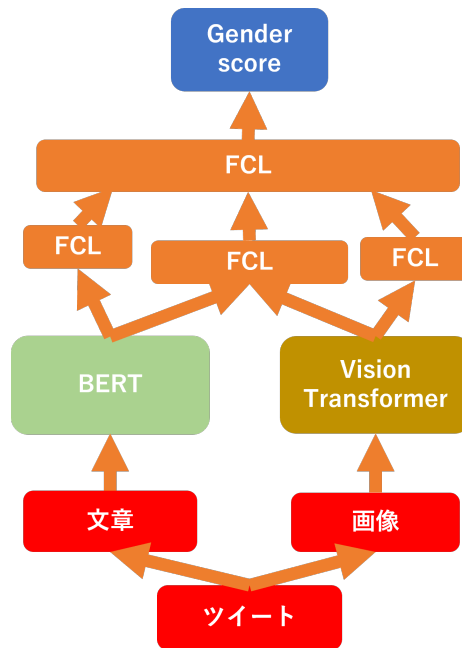 Gender
score
FCL
FCL
FCL
FCL
BERT
Vision
Transformer
文章
画像
ツイート